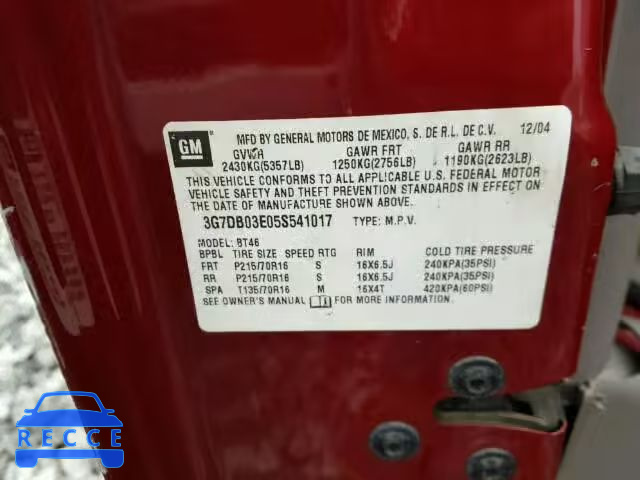 GM
MFD BY GENERAL MOTORS DE MEXICO, S. DE R.L. DE C.V. 12/04
GVWR GAWR FRT GAWR RR
2430KG(5357LB) 1250KG(2756LB) 1190KG(2623LB)
THIS VEHICLE CONFORMS TO ALL APPLICABLE U.S. FEDERAL MOTOR
VEHICLE SAFETY AND THEFT PREVENTION STANDARDS IN EFFECT ON
THE DATE OF MANUFACTURE SHOWN ABOVE.
3G7DB03E05S541017 TYPE: M.P.V.
MODEL: BT46
BPBL TIRE SIZE SPEED RTG RIM COLD TIRE PRESSURE
FRT P215/70R16 S 16X6.5J 240KPA(35PSI)
RR P215/70R16 S 16X6.5J 240KPA(35PSI)
SPA T135/70R16 M 16X4T 420KPA(60PSI)
SEE OWNER'S MANUAL FOR MORE INFORMATION
RECCE